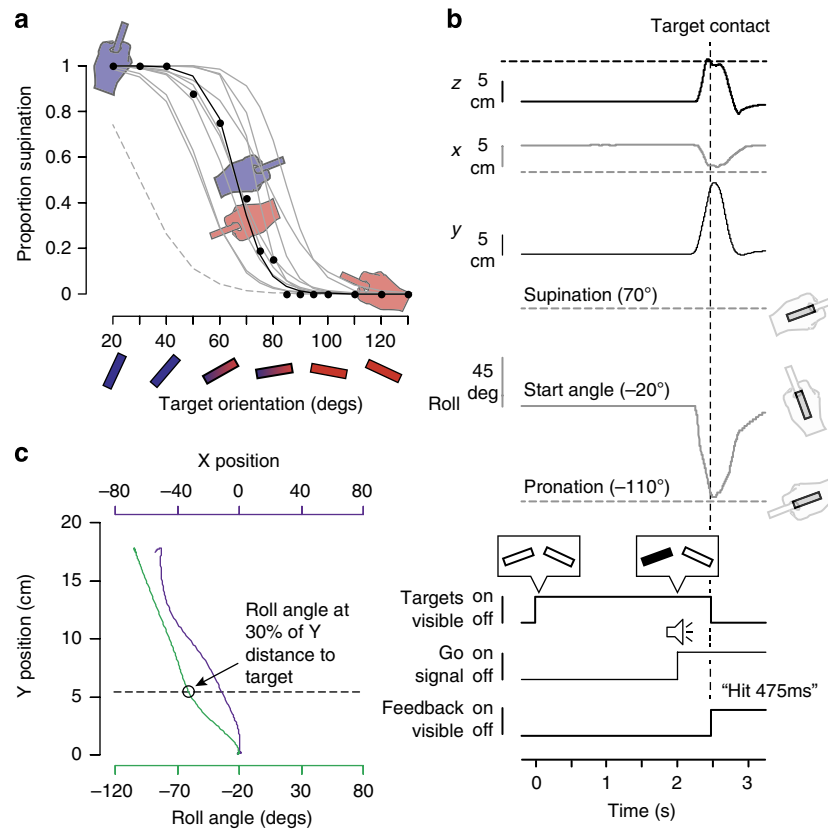 a
Proportion supination
1
0.8
0.6
0.4
0.2
0
20 40 60 80 100 120
Target orientation (degs)
b
Target contact
z 5 cm
x 5 cm
y 5 cm
Supination (70°)
Roll 45 deg
Start angle (–20°)
Pronation (–110°)
Targets visible on off
Go signal on off
"Hit 475ms"
Feedback visible on off
0 1 2 3
Time (s)
c
X position
–80 –40 0 40 80
Y position (cm)
20
15
10
5
0
Roll angle at
30% of Y
distance to
target
–120 –70 –20 30 80
Roll angle (degs)